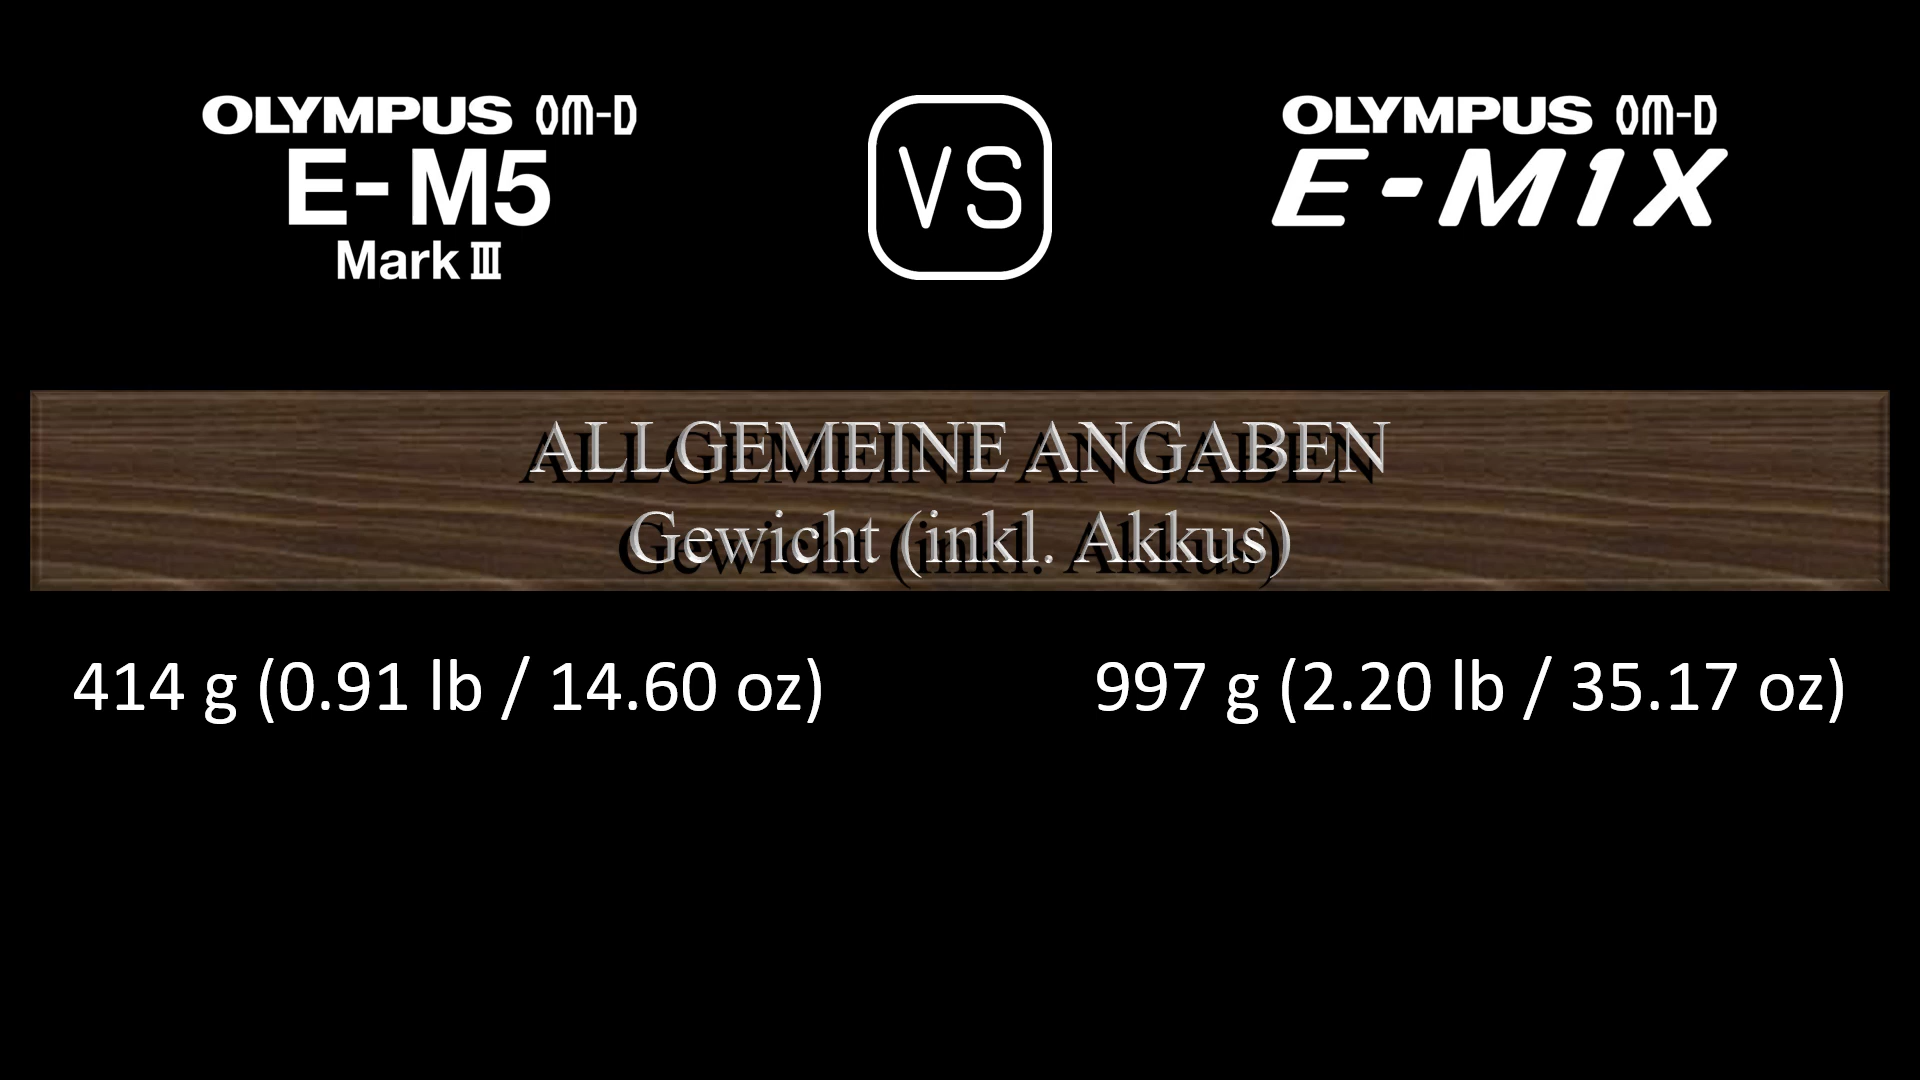 OLYMPUS OM-D
E-M5
Mark III
VS
OLYMPUS OM-D
E-M1X
ALLGEMEINE ANGABEN
Gewicht (inkl. Akkus)
414 g (0.91 lb / 14.60 oz)
997 g (2.20 lb / 35.17 oz)